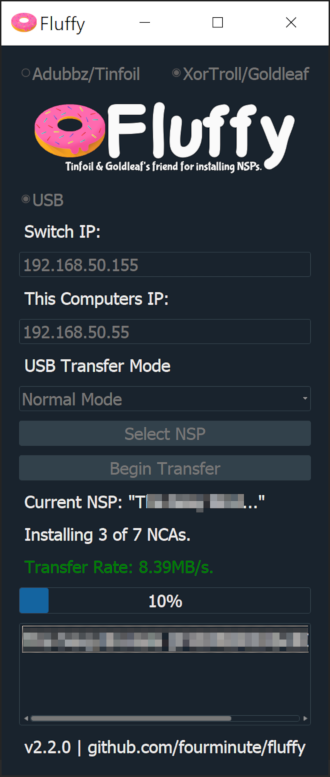 Fluffy
Adubbz/Tinfoil XorTroll/Goldleaf
Fluffy
Tinfoil & Goldleaf's friend for installing NSPs.
USB
Switch IP:
192.168.50.155
This Computers IP:
192.168.50.55
USB Transfer Mode
Normal Mode
Select NSP
Begin Transfer
Current NSP: "T ..."
Installing 3 of 7 NCAs.
Transfer Rate: 8.39MB/s.
10%
v2.2.0 | github.com/fourminute/fluffy